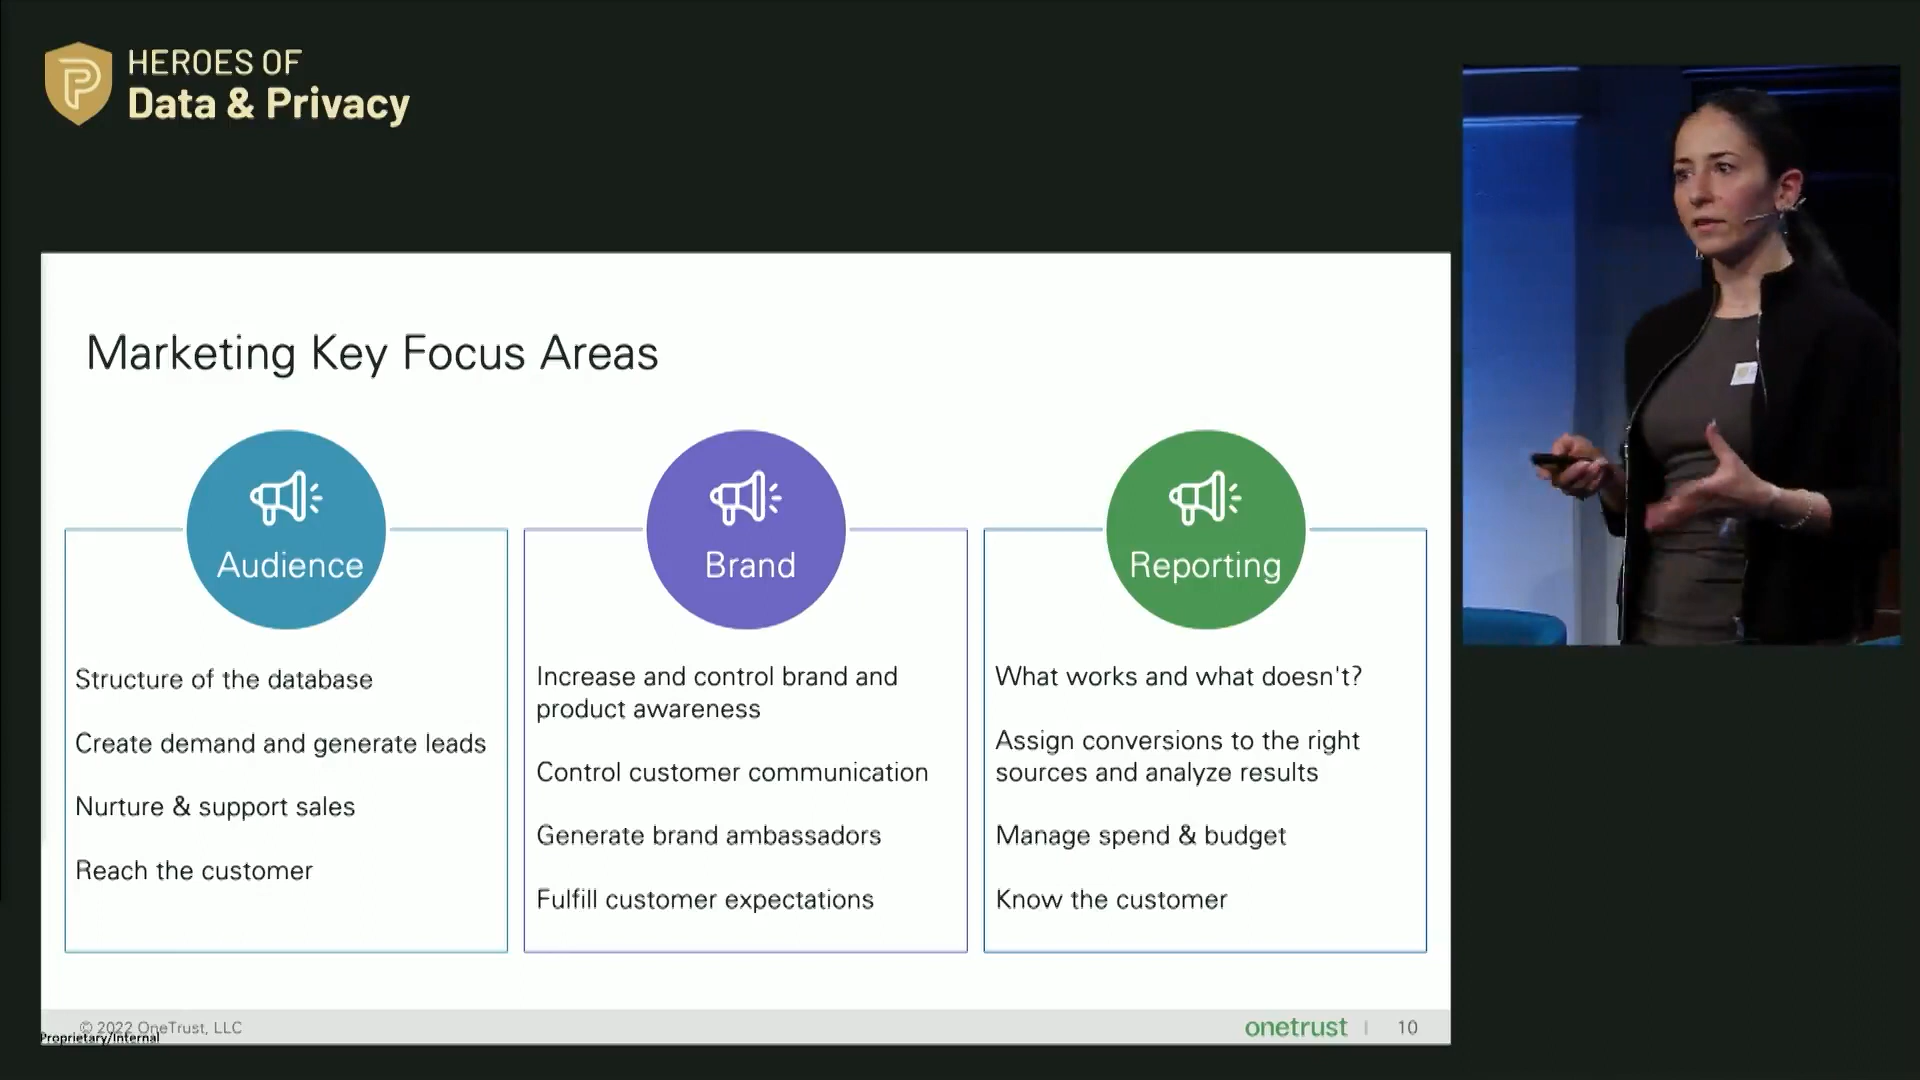 HEROES OF
Data & Privacy
Marketing Key Focus Areas
Audience
Structure of the database
Create demand and generate leads
Nurture & support sales
Reach the customer
Brand
Increase and control brand and
product awareness
Control customer communication
Generate brand ambassadors
Fulfill customer expectations
Reporting
What works and what doesn't?
Assign conversions to the right
sources and analyze results
Manage spend & budget
Know the customer
© 2022 OneTrust, LLC
Proprietary/Internal
onetrust | 10